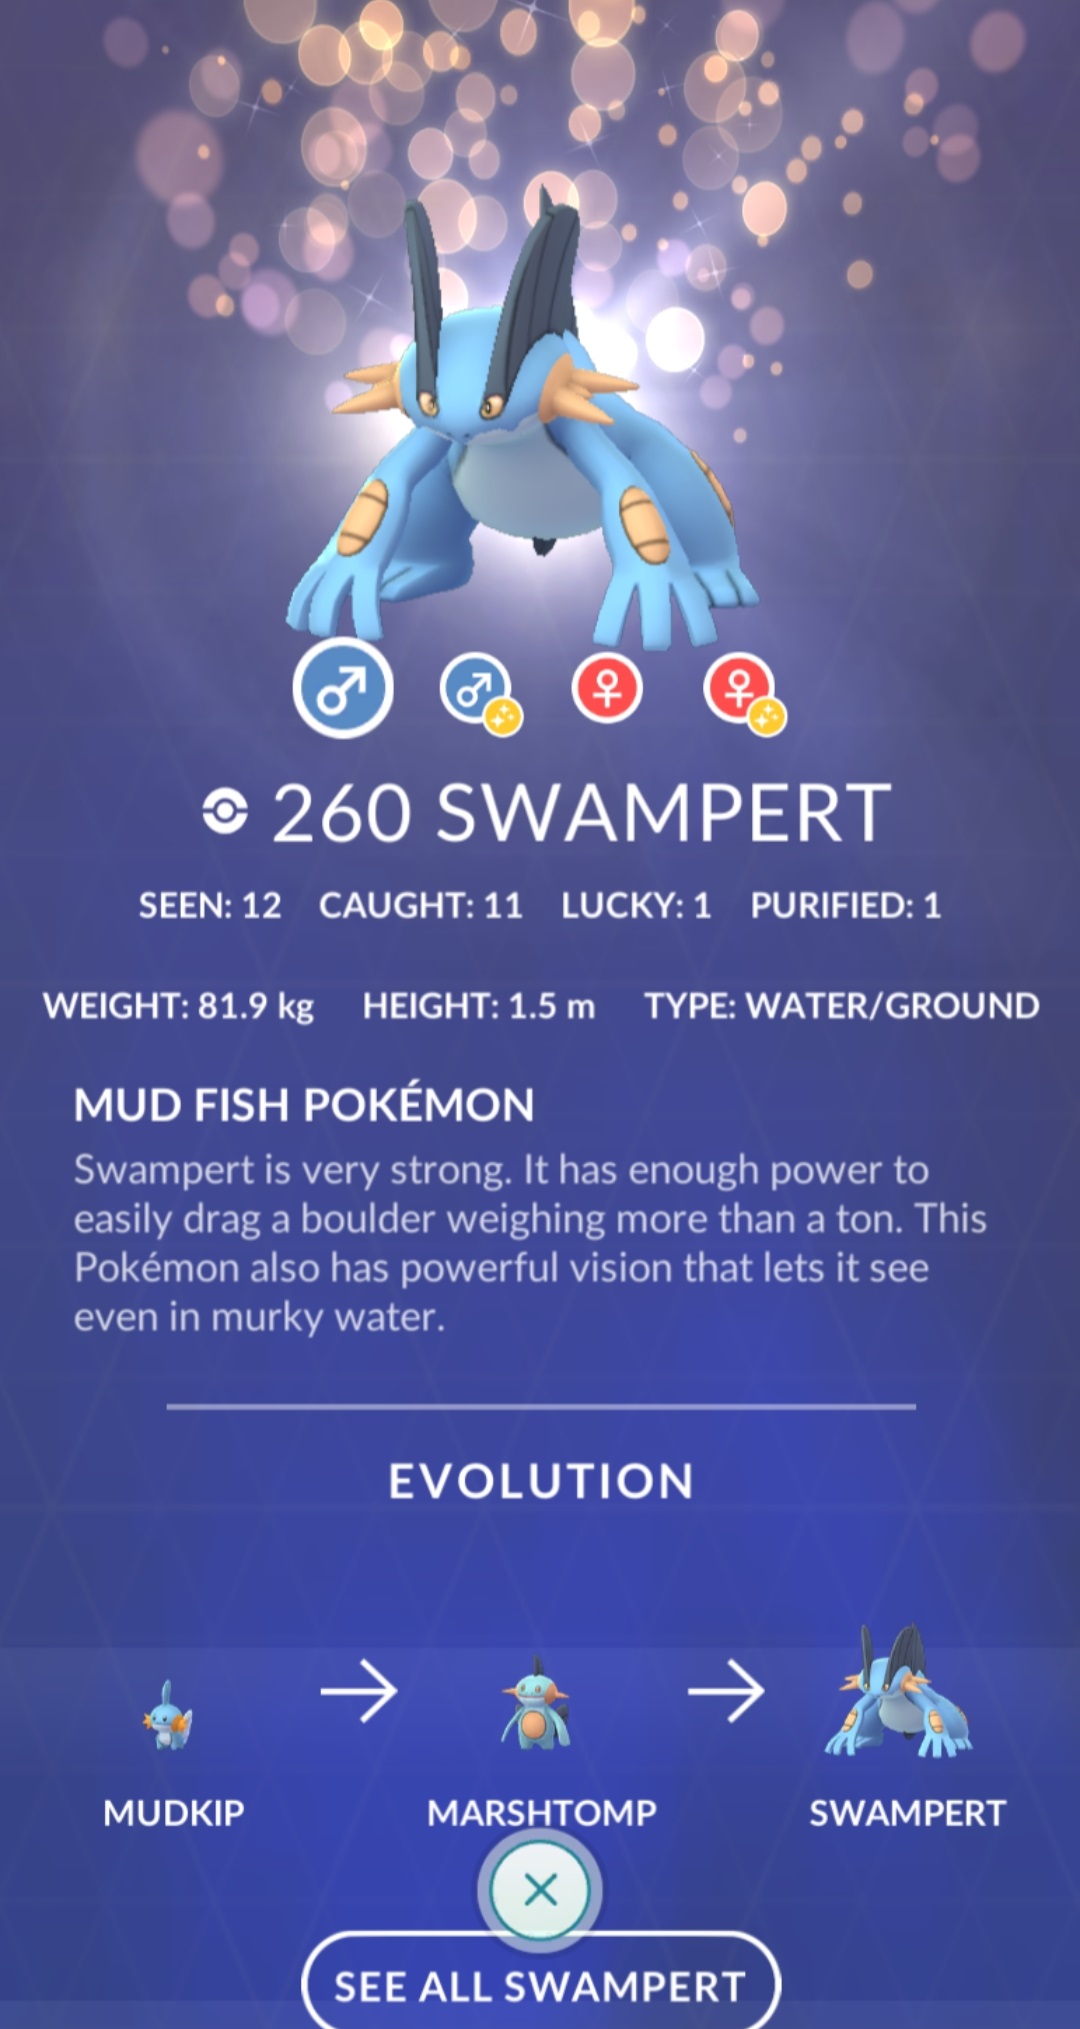 260 SWAMPERT
SEEN: 12 CAUGHT: 11 LUCKY: 1 PURIFIED: 1
WEIGHT: 81.9 kg HEIGHT: 1.5 m TYPE: WATER/GROUND
MUD FISH POKÉMON
Swampert is very strong. It has enough power to
easily drag a boulder weighing more than a ton. This
Pokémon also has powerful vision that lets it see
even in murky water.
EVOLUTION
MUDKIP MARSHTOMP SWAMPERT
SEE ALL SWAMPERT